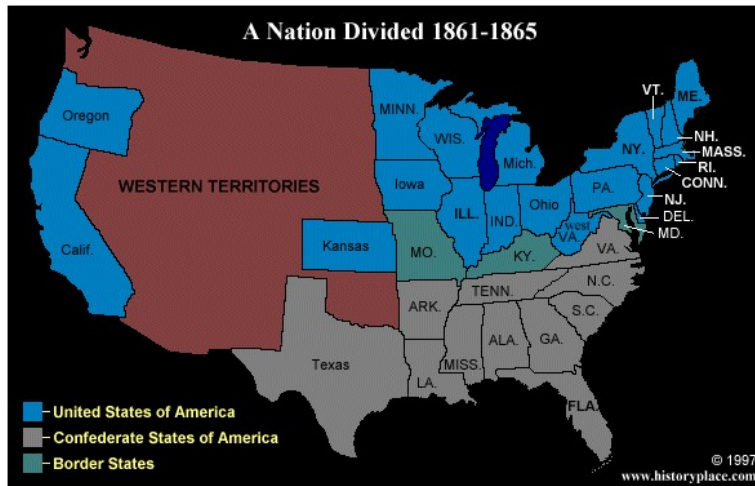 A Nation Divided 1861-1865
VT.
ME.
Oregon
MINN.
WIS.
NH.
NY.
MASS.
Mich.
RI.
CONN.
WESTERN TERRITORIES
Iowa
PA.
NJ.
Ohio
ILL.
IND.
DEL.
west
VA.
MD.
Calif.
Kansas
MO.
KY.
VA.
N.C.
TENN.
ARK.
S.C.
Texas
MISS.
ALA.
GA.
LA.
FLA.
United States of America
Confederate States of America
Border States
© 1997
www.historyplace.com